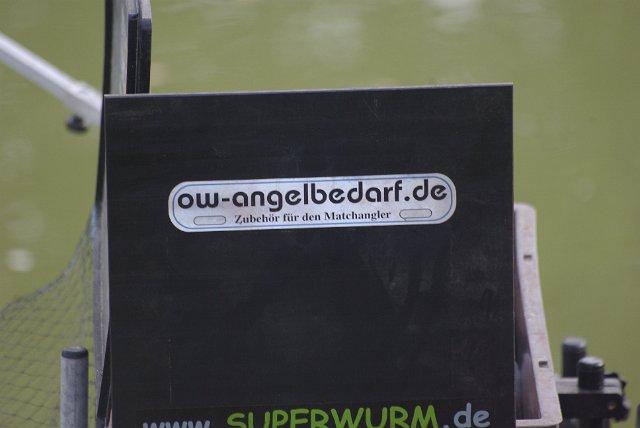 ow-angelbedarf.de
Zubehör für den Matchangler
www.SUPERWURM.de